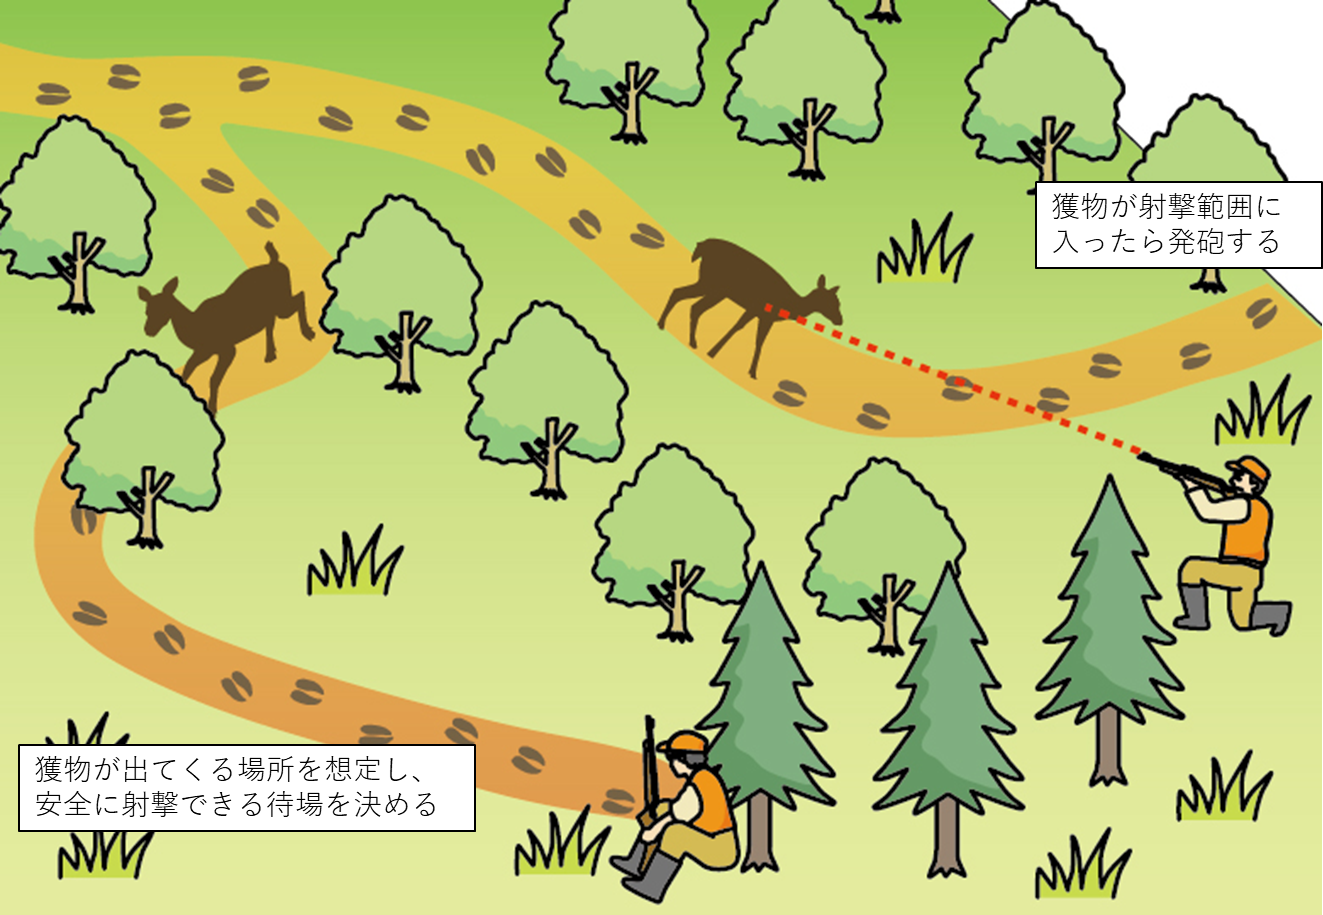 獲物が射撃範囲に
入ったら発砲する
獲物が出てくる場所を想定し、
安全に射撃できる待場を決める